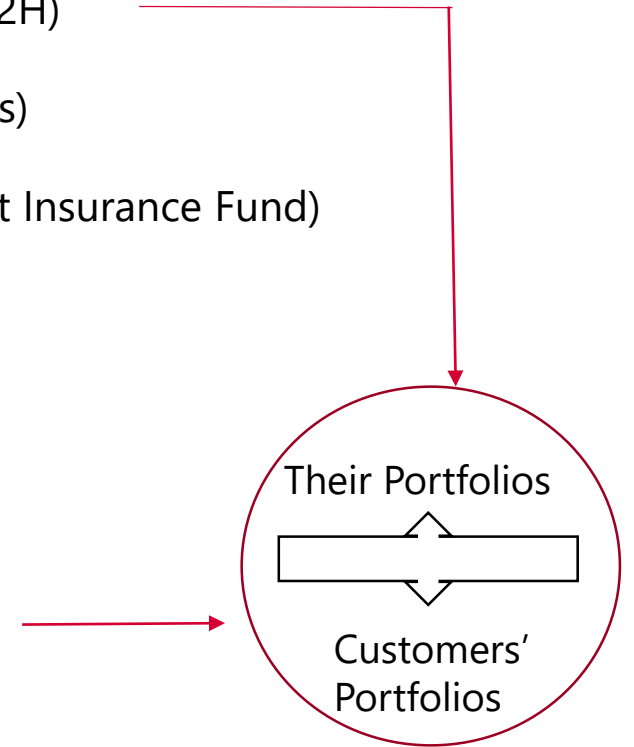 2H)
s)
t Insurance Fund)
Their Portfolios
Customers’
Portfolios